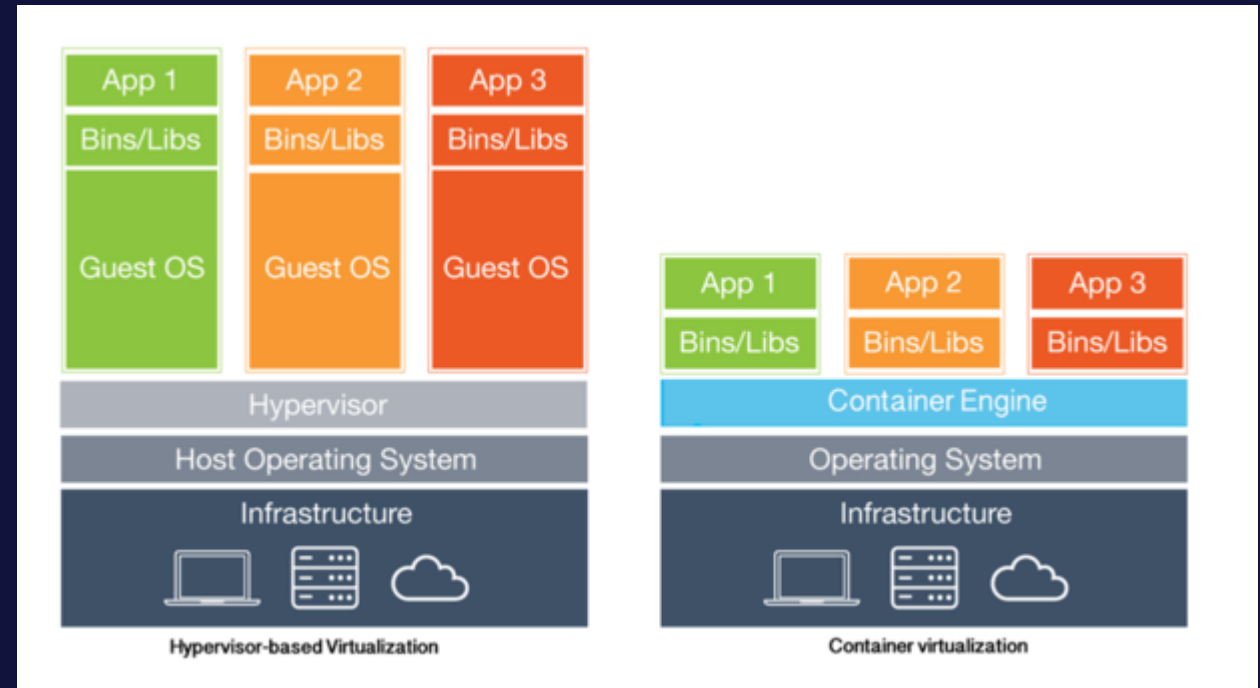 App 1
App 2
App 3
Bins/Libs
Bins/Libs
Bins/Libs
Guest OS
Guest OS
Guest OS
Hypervisor
Host Operating System
Infrastructure
Hypervisor-based Virtualization
App 1
App 2
App 3
Bins/Libs
Bins/Libs
Bins/Libs
Container Engine
Operating System
Infrastructure
Container virtualization